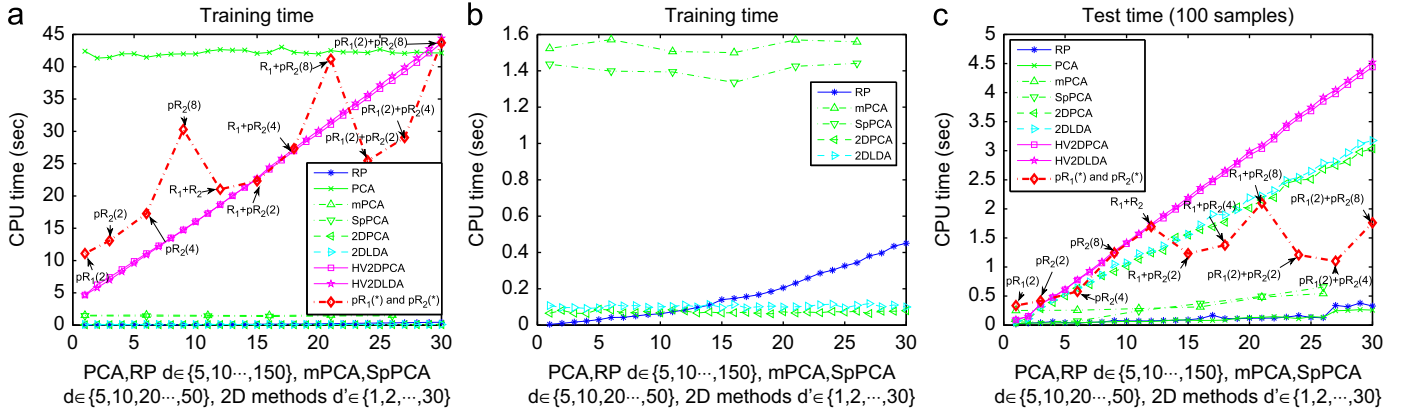 a
Training time
CPU time (sec)
45
40
35
30
25
20
15
10
5
0
0 5 10 15 20 25 30
pR1(2)
pR2(2)
pR2(4)
pR2(8)
R1+R2
R1+pR2(2)
R1+pR2(4)
R1+pR2(8)
pR1(2)+pR2(2)
pR1(2)+pR2(4)
pR1(2)+pR2(8)
RP
PCA
mPCA
SpPCA
2DPCA
2DLDA
HV2DPCA
HV2DLDA
pR1(*) and pR2(*)
PCA,RP d∈{5,10···,150}, mPCA,SpPCA
d∈{5,10,20···,50}, 2D methods d'∈{1,2,···,30}
b
Training time
CPU time (sec)
1.6
1.4
1.2
1
0.8
0.6
0.4
0.2
0
0 5 10 15 20 25 30
RP
mPCA
SpPCA
2DPCA
2DLDA
PCA,RP d∈{5,10···,150}, mPCA,SpPCA
d∈{5,10,20···,50}, 2D methods d'∈{1,2,···,30}
c
Test time (100 samples)
CPU time (sec)
5
4.5
4
3.5
3
2.5
2
1.5
1
0.5
0
0 5 10 15 20 25 30
RP
PCA
mPCA
SpPCA
2DPCA
2DLDA
HV2DPCA
HV2DLDA
pR1(*) and pR2(*)
pR1(2)
pR2(2)
pR2(4)
pR2(8)
R1+R2
R1+pR2(2)
R1+pR2(4)
R1+pR2(8)
pR1(2)+pR2(2)
pR1(2)+pR2(4)
pR1(2)+pR2(8)
PCA,RP d∈{5,10···,150}, mPCA,SpPCA
d∈{5,10,20···,50}, 2D methods d'∈{1,2,···,30}